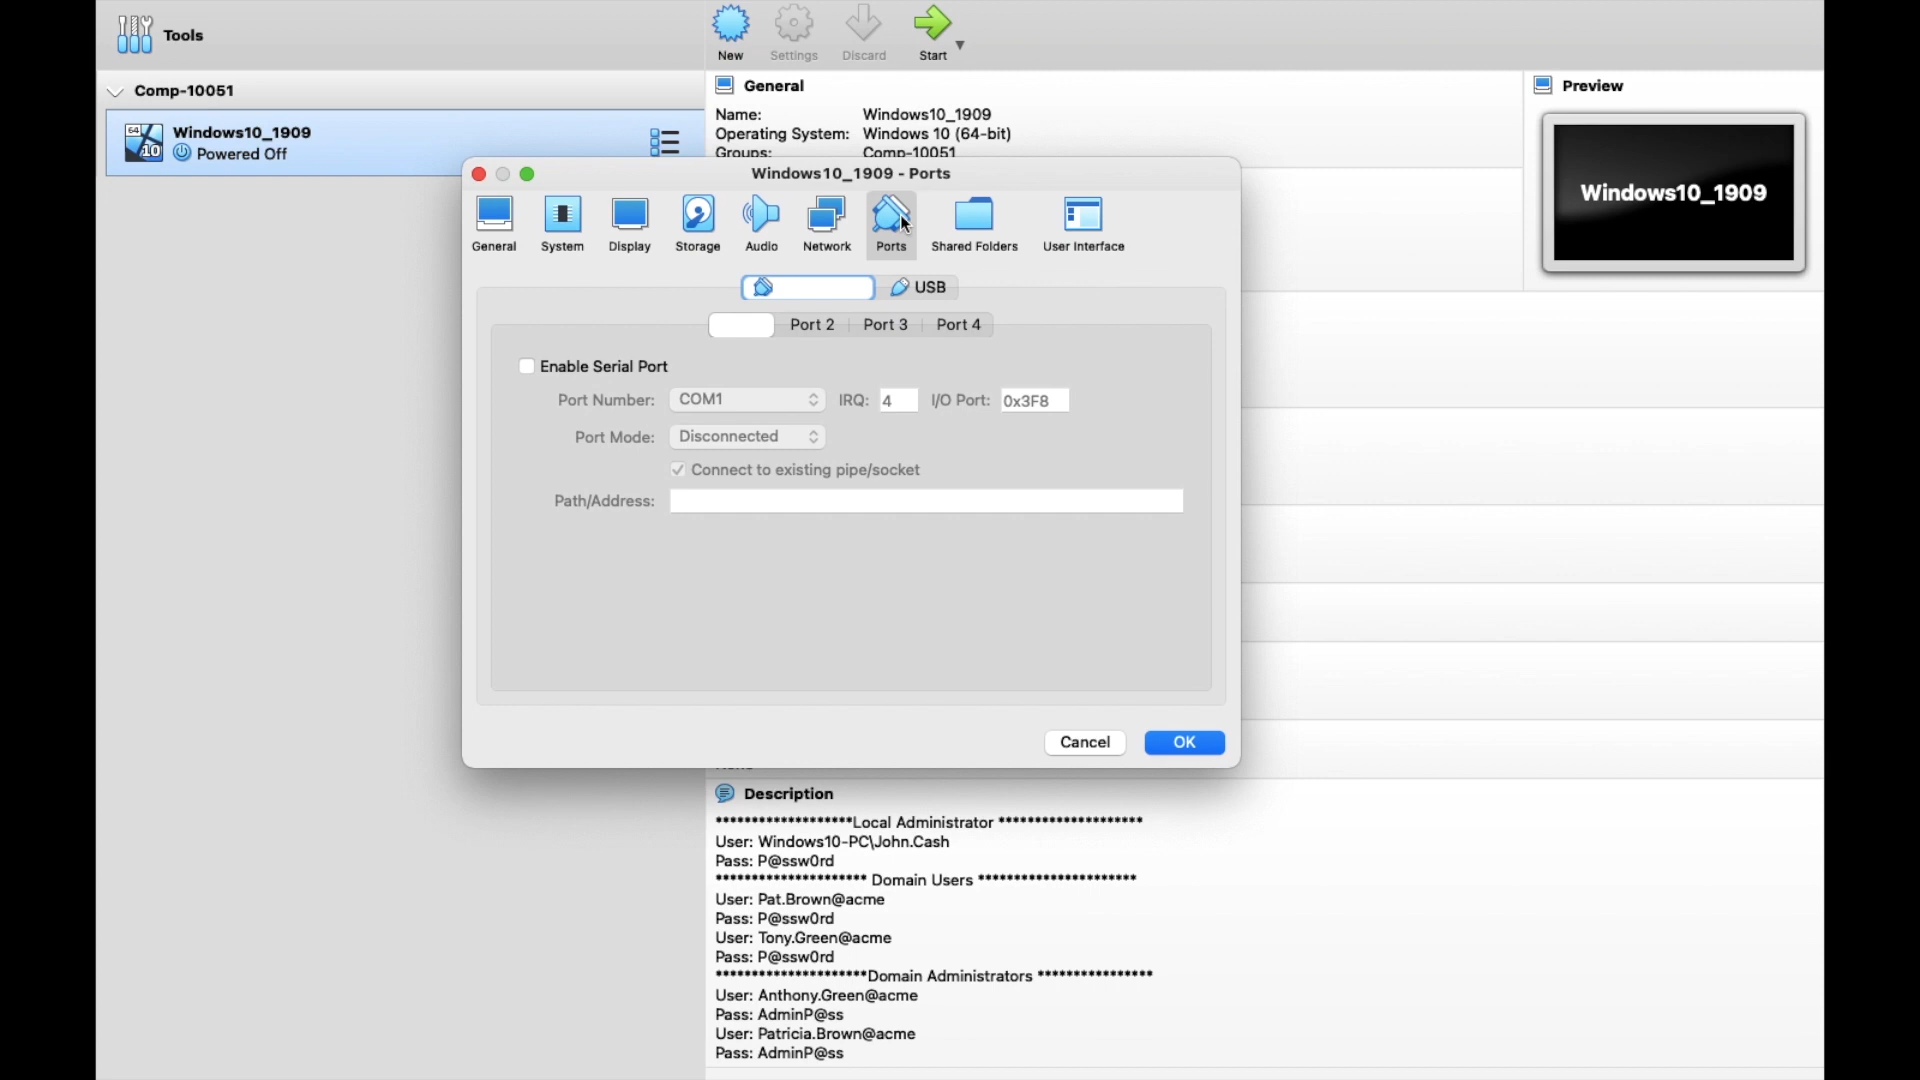 Tools
New
Settings
Discard
Start
Comp-10051
64
10
Windows10_1909
Powered Off
General
Name: Windows10_1909
Operating System: Windows 10 (64-bit)
Groups: Comp-10051
Preview
Windows10_1909
Windows10_1909 - Ports
General
System
Display
Storage
Audio
Network
Ports
Shared Folders
User Interface
USB
Port 2
Port 3
Port 4
Enable Serial Port
Port Number: COM1 IRQ: 4 I/O Port: 0x3F8
Port Mode: Disconnected
Connect to existing pipe/socket
Path/Address:
Cancel
OK
Description
*******************Local Administrator ********************
User: Windows10-PC\John.Cash
Pass: P@ssw0rd
********************* Domain Users **********************
User: Pat.Brown@acme
Pass: P@ssw0rd
User: Tony.Green@acme
Pass: P@ssw0rd
*********************Domain Administrators ****************
User: Anthony.Green@acme
Pass: AdminP@ss
User: Patricia.Brown@acme
Pass: AdminP@ss